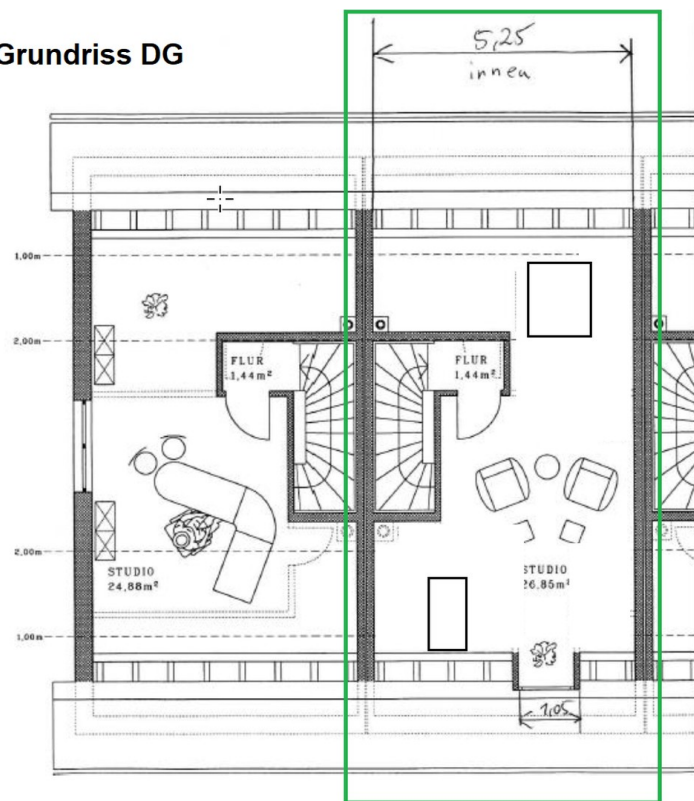 Grundriss DG
5,25
innen
1,00m
2,00m
FLUR
1,44m²
FLUR
1,44m²
2,00m
STUDIO
24,88m²
STUDIO
26,85m²
1,00m
1,05